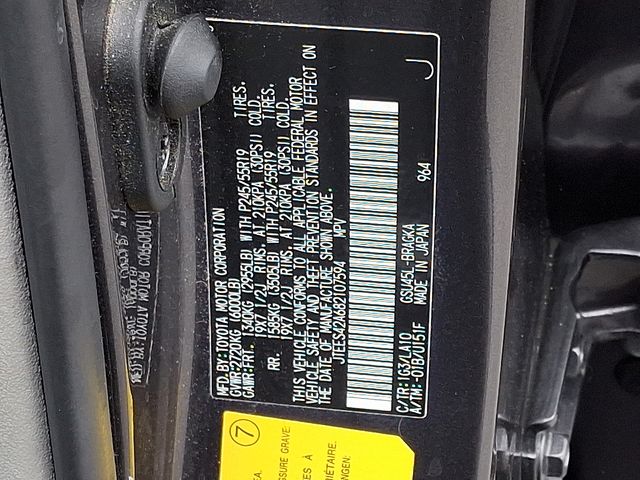 MFD.BY:TOYOTA MOTOR CORPORATION
GVWR:2720KG (6000LB)
GAWR:FRT. 1340KG (2955LB) WITH P245/55R19 TIRES.
19X7 1/2J RIMS, AT 210KPA (30PSI) COLD.
RR. 1585KG (3505LB) WITH P245/55R19 TIRES.
19X7 1/2J RIMS, AT 210KPA (30PSI) COLD.
THIS VEHICLE CONFORMS TO ALL APPLICABLE FEDERAL MOTOR
VEHICLE SAFETY AND THEFT PREVENTION STANDARDS IN EFFECT ON
THE DATE OF MANUFACTURE SHOWN ABOVE.
JTEES42A682107594 MPV
C/TR:1G3/LA10 GSU45L-BRAGKA
A/TM:-01B/U151F MADE IN JAPAN 964
J
7
SSURE GRAVE
ES À